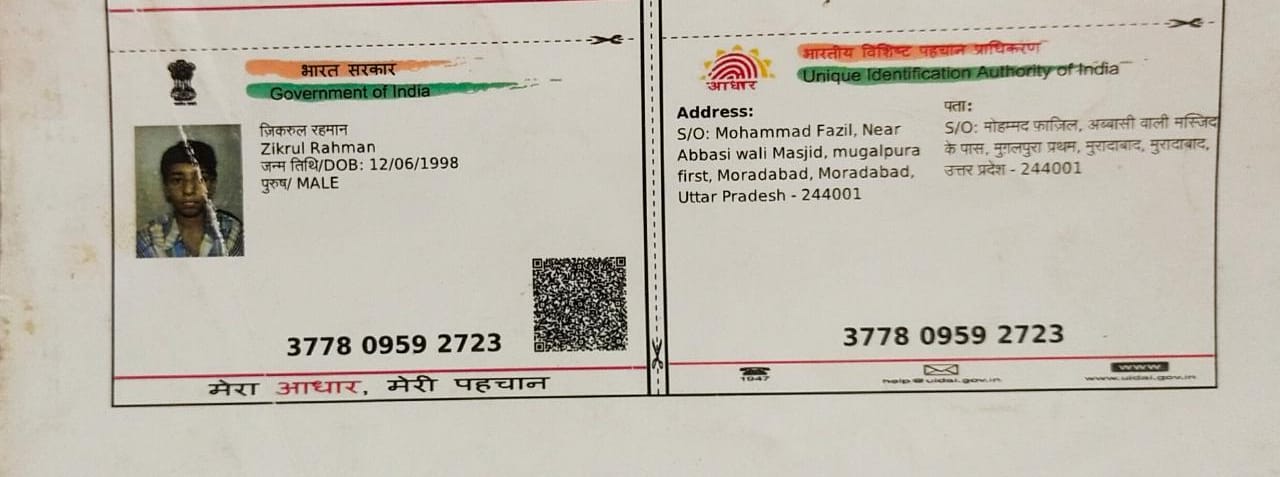 भारत सरकार
Government of India
ज़िकरुल रहमान
Zikrul Rahman
जन्म तिथि/DOB: 12/06/1998
पुरुष/ MALE
3778 0959 2723
मेरा आधार, मेरी पहचान
भारतीय विशिष्ट पहचान प्राधिकरण
Unique Identification Authority of India
आधार
Address:
S/O: Mohammad Fazil, Near
Abbasi wali Masjid, mugalpura
first, Moradabad, Moradabad,
Uttar Pradesh - 244001
पता:
S/O: मोहम्मद फाज़िल, अब्बासी वाली मस्जिद
के पास, मुगलपुरा प्रथम, मुरादाबाद, मुरादाबाद,
उत्तर प्रदेश - 244001
3778 0959 2723
1947
help@uidai.gov.in
WWW
www.uidai.gov.in